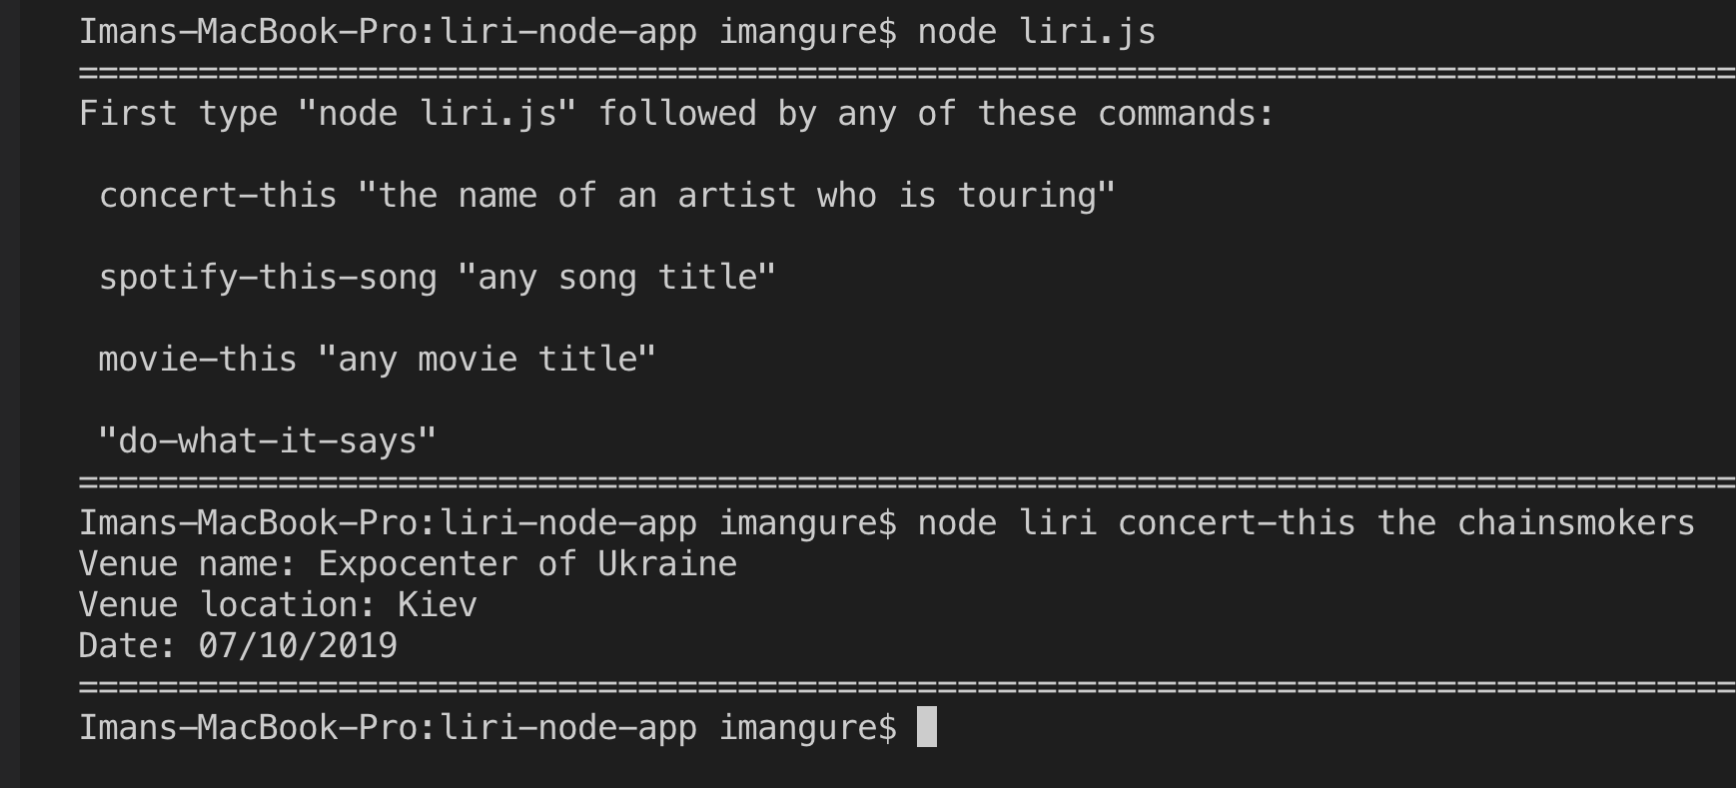 Imans-MacBook-Pro:liri-node-app imangure$ node liri.js
===================================================================================
First type "node liri.js" followed by any of these commands:
concert-this "the name of an artist who is touring"
spotify-this-song "any song title"
movie-this "any movie title"
"do-what-it-says"
===================================================================================
Imans-MacBook-Pro:liri-node-app imangure$ node liri concert-this the chainsmokers
Venue name: Expocenter of Ukraine
Venue location: Kiev
Date: 07/10/2019
===================================================================================
Imans-MacBook-Pro:liri-node-app imangure$